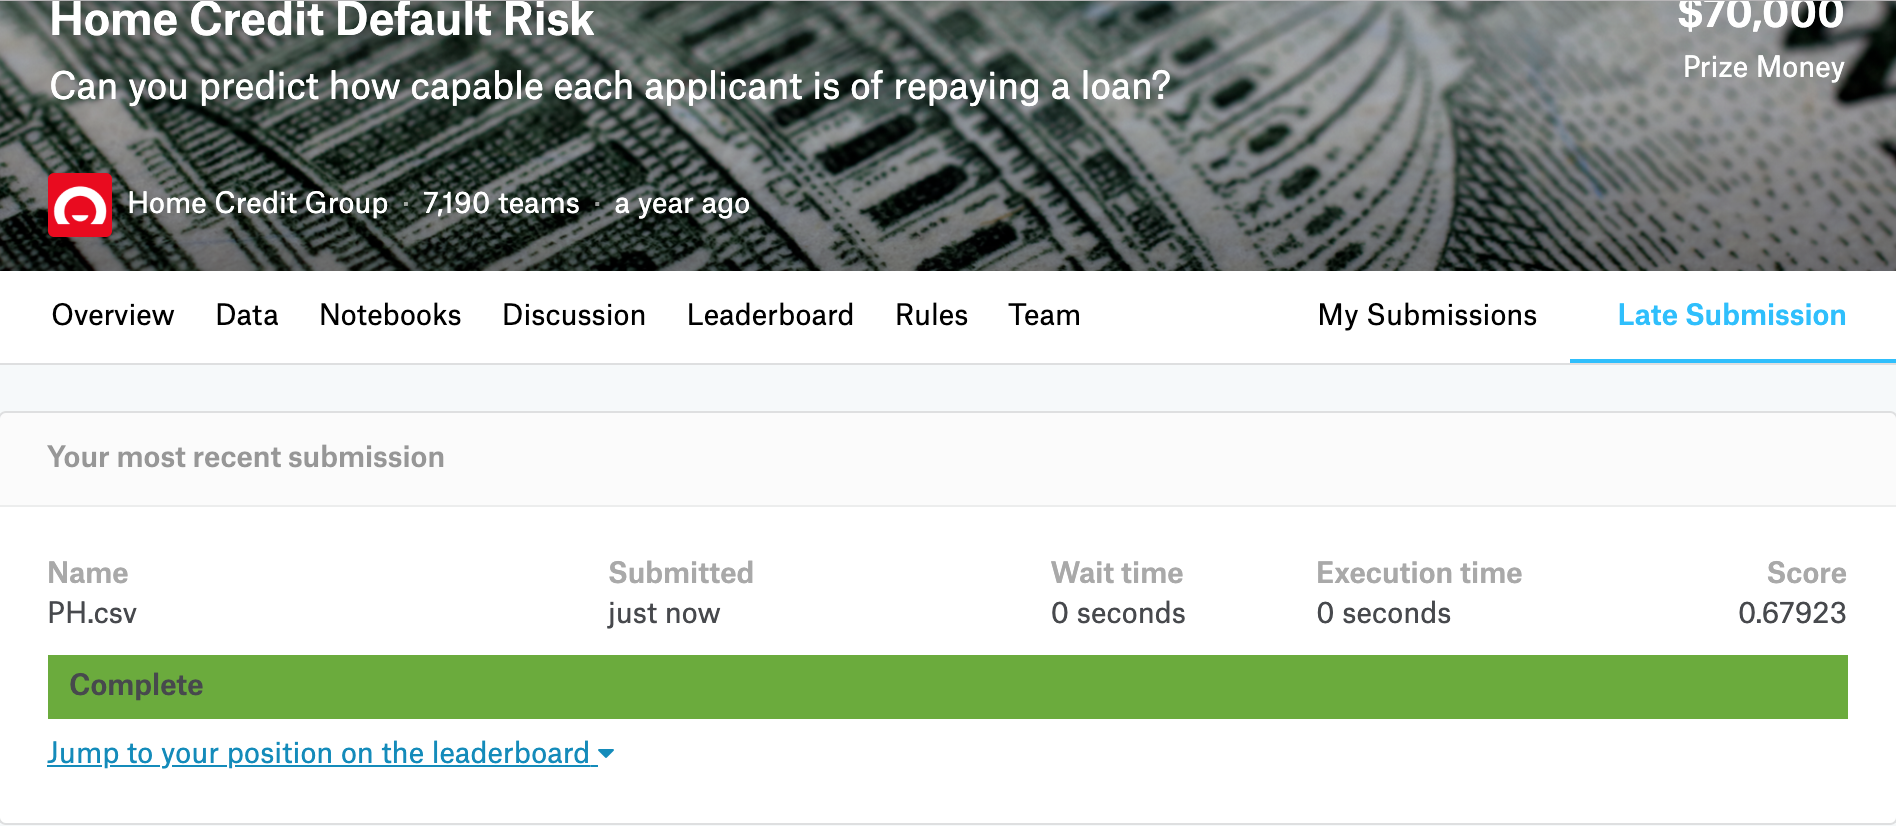 Home Credit Default Risk
$70,000
Can you predict how capable each applicant is of repaying a loan?
Prize Money
Home Credit Group · 7,190 teams · a year ago
Overview Data Notebooks Discussion Leaderboard Rules Team My Submissions Late Submission
Your most recent submission
Name Submitted Wait time Execution time Score
PH.csv just now 0 seconds 0 seconds 0.67923
Complete
Jump to your position on the leaderboard